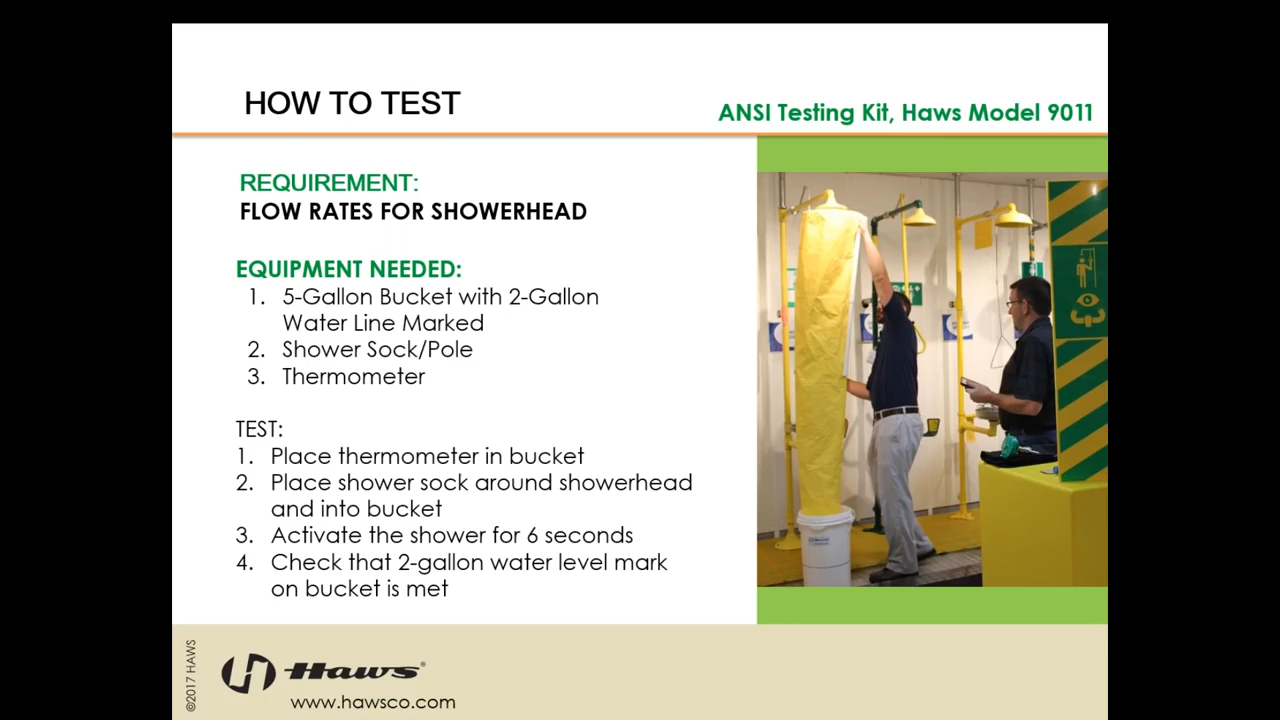 HOW TO TEST
ANSI Testing Kit, Haws Model 9011
REQUIREMENT:
FLOW RATES FOR SHOWERHEAD
EQUIPMENT NEEDED:
1. 5-Gallon Bucket with 2-Gallon
Water Line Marked
2. Shower Sock/Pole
3. Thermometer
TEST:
1. Place thermometer in bucket
2. Place shower sock around showerhead
and into bucket
3. Activate the shower for 6 seconds
4. Check that 2-gallon water level mark
on bucket is met
©2017 HAWS
Haws®
www.hawsco.com